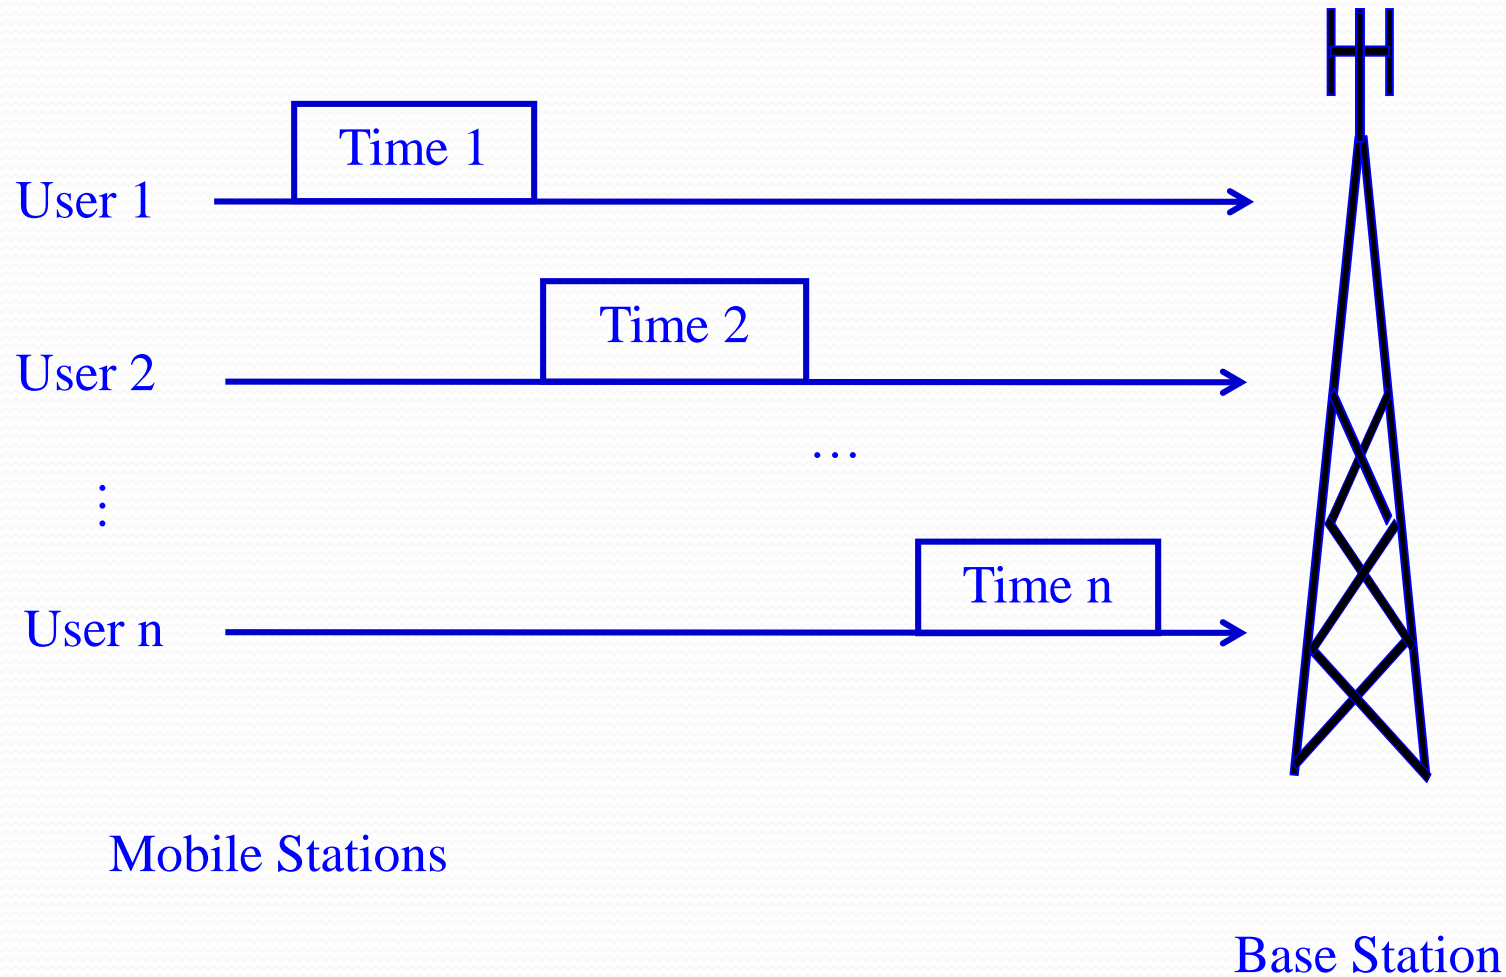 Time 1
User 1
Time 2
User 2
…
⋮
Time n
User n
Mobile Stations
Base Station